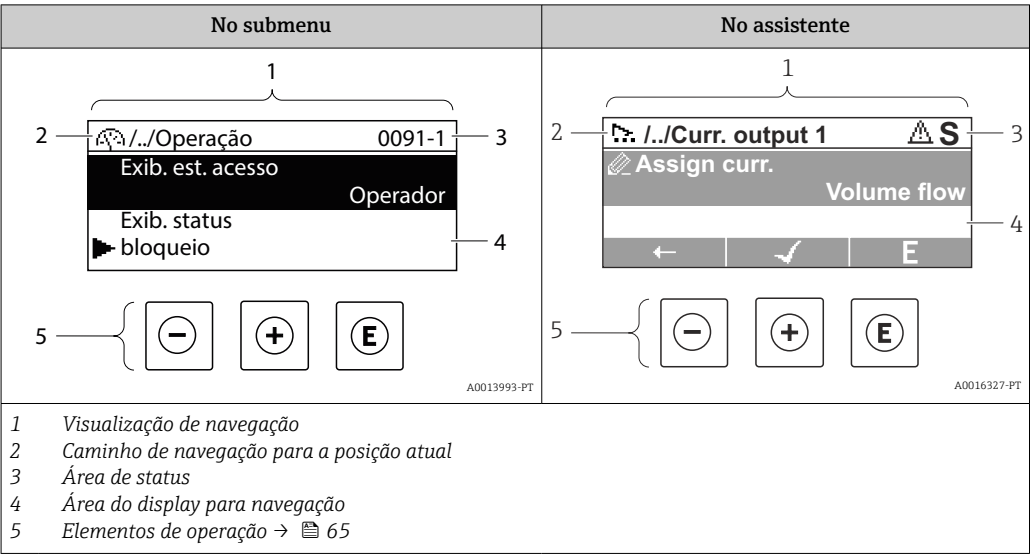 No submenu
No assistente
1
2
/../Operação 0091-1
3
Exib. est. acesso
Operador
Exib. status
bloqueio
4
5
- + E
A0013993-PT
1
2
/../Curr. output 1 S
3
Assign curr.
Volume flow
4
E
5
- + E
A0016327-PT
1 Visualização de navegação
2 Caminho de navegação para a posição atual
3 Área de status
4 Área do display para navegação
5 Elementos de operação → 65